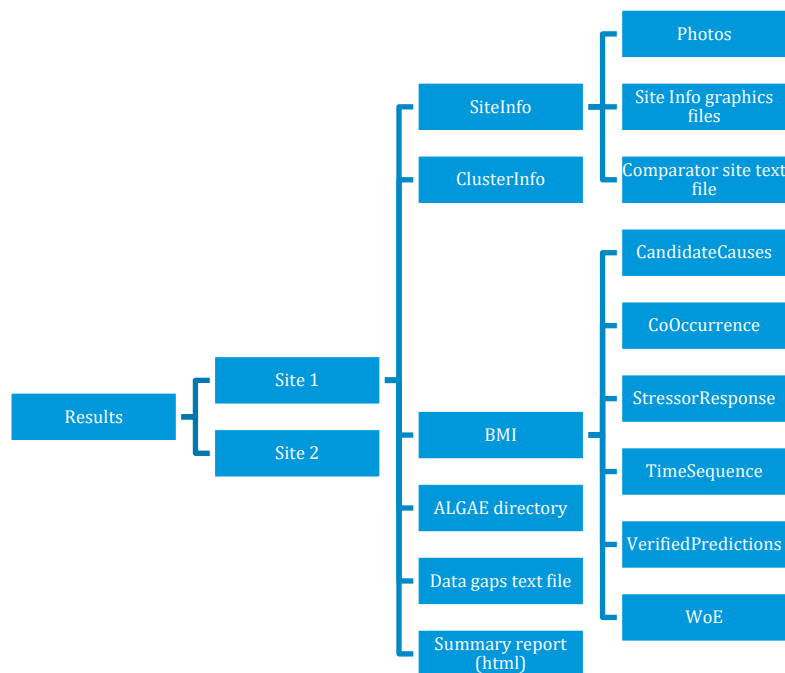 Results
Site 1
Site 2
SiteInfo
ClusterInfo
BMI
ALGAE directory
Data gaps text file
Summary report
(html)
Photos
Site Info graphics
files
Comparator site text
file
CandidateCauses
CoOccurrence
StressorResponse
TimeSequence
VerifiedPredictions
WoE